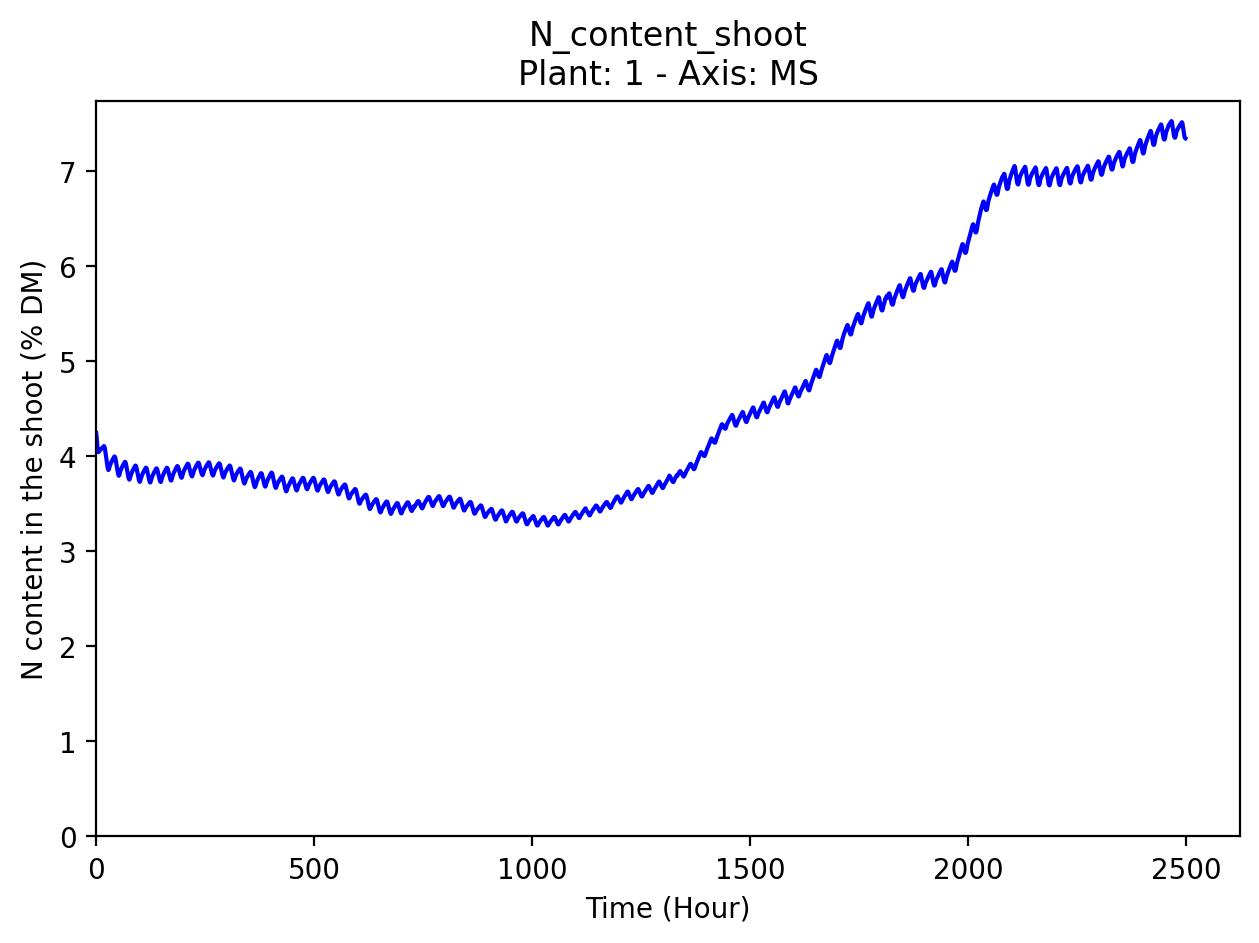 N_content_shoot
Plant: 1 - Axis: MS
N content in the shoot (% DM)
7
6
5
4
3
2
1
0
0 500 1000 1500 2000 2500
Time (Hour)